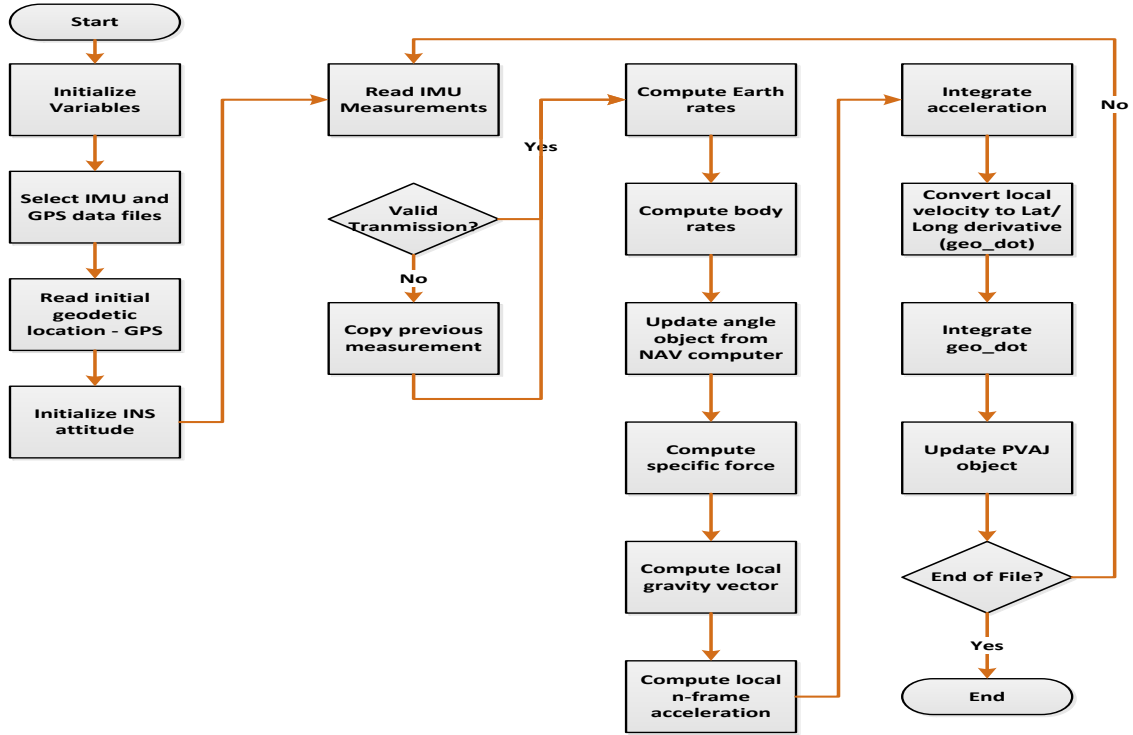 Start
Initialize
Variables
Select IMU and
GPS data files
Read initial
geodetic
location - GPS
Initialize INS
attitude
Read IMU
Measurements
Valid
Tranmission?
Yes
No
Copy previous
measurement
Compute Earth
rates
Compute body
rates
Update angle
object from
NAV computer
Compute
specific force
Compute local
gravity vector
Compute local
n-frame
acceleration
Integrate
acceleration
Convert local
velocity to Lat/
Long derivative
(geo_dot)
Integrate
geo_dot
Update PVAJ
object
End of File?
No
Yes
End